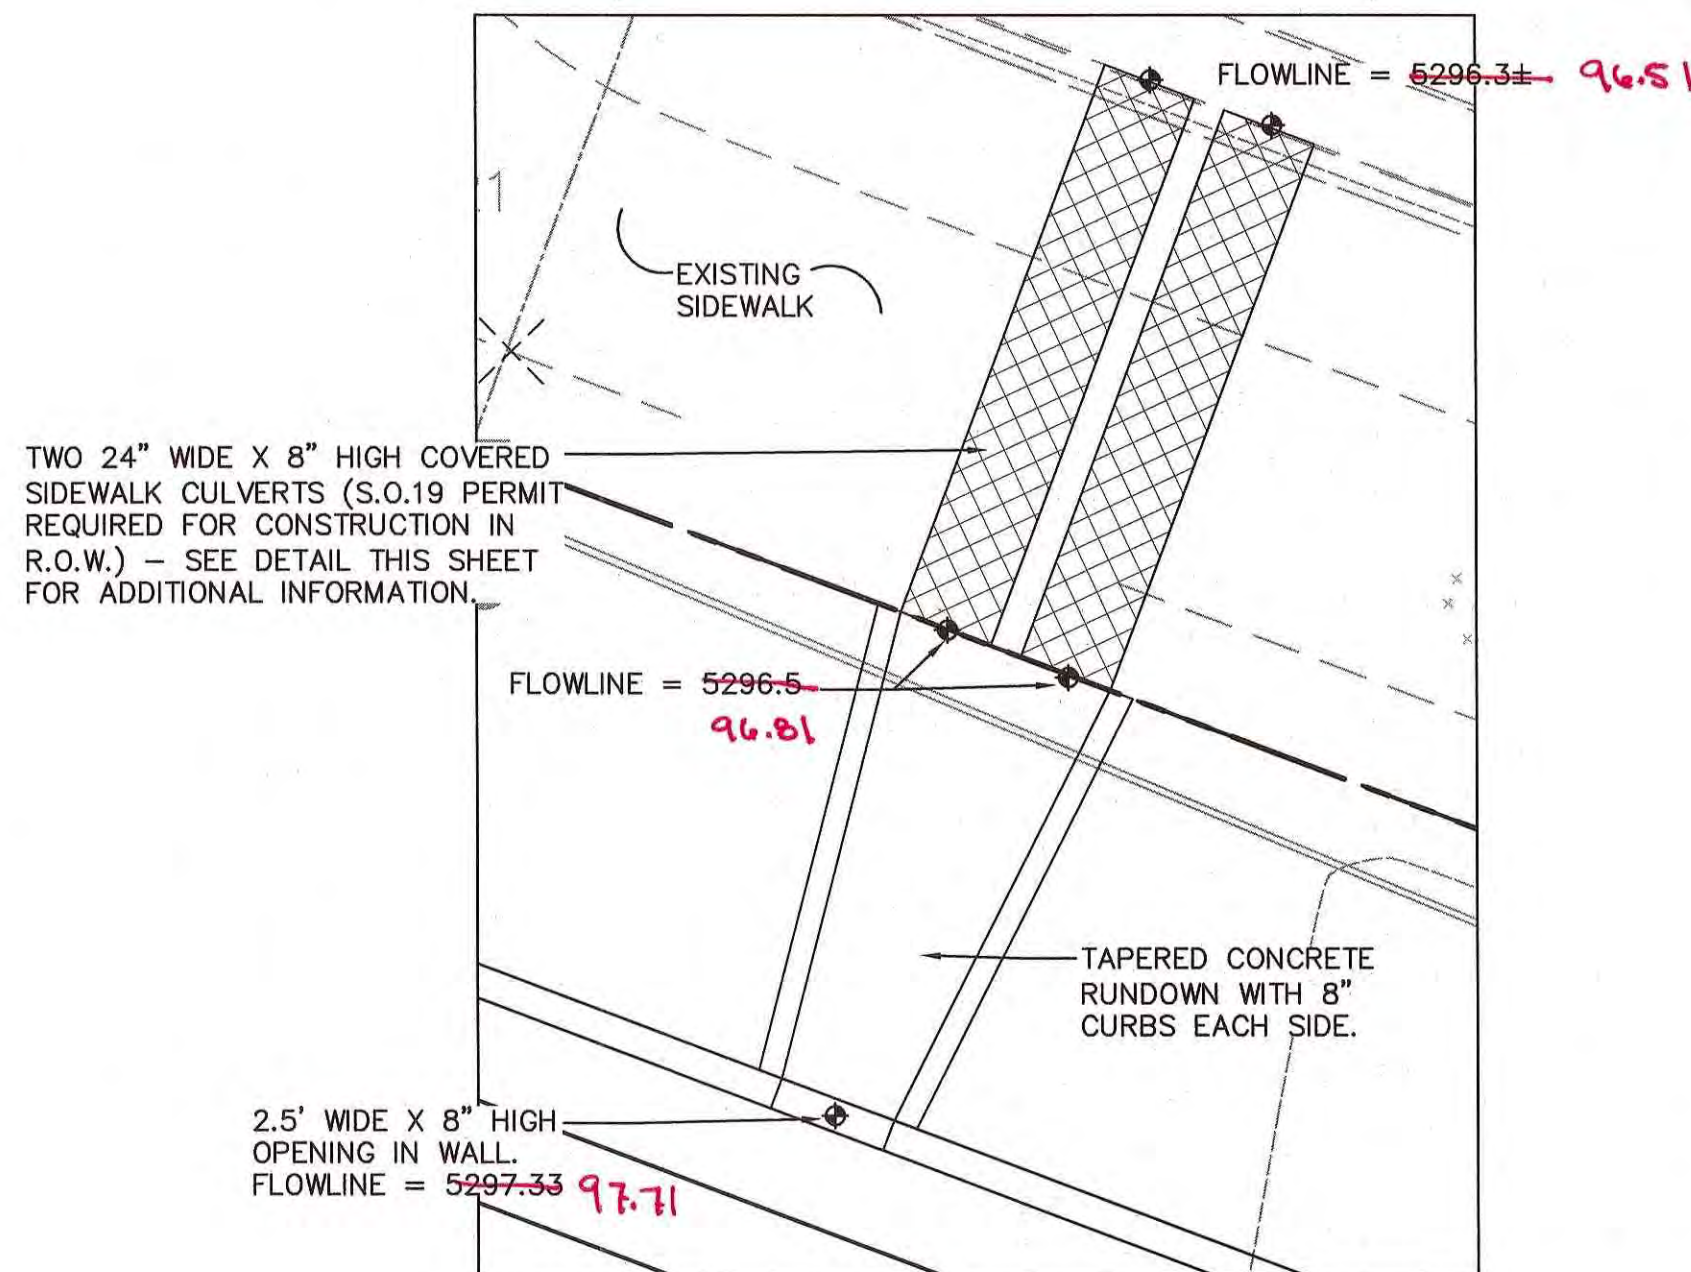 FLOWLINE = 5296.3± 96.51
1
EXISTING
SIDEWALK
TWO 24" WIDE X 8" HIGH COVERED
SIDEWALK CULVERTS (S.O.19 PERMIT
REQUIRED FOR CONSTRUCTION IN
R.O.W.) – SEE DETAIL THIS SHEET
FOR ADDITIONAL INFORMATION.
FLOWLINE = 5296.5
96.81
TAPERED CONCRETE
RUNDOWN WITH 8"
CURBS EACH SIDE.
2.5' WIDE X 8" HIGH
OPENING IN WALL.
FLOWLINE = 5297.33 97.71